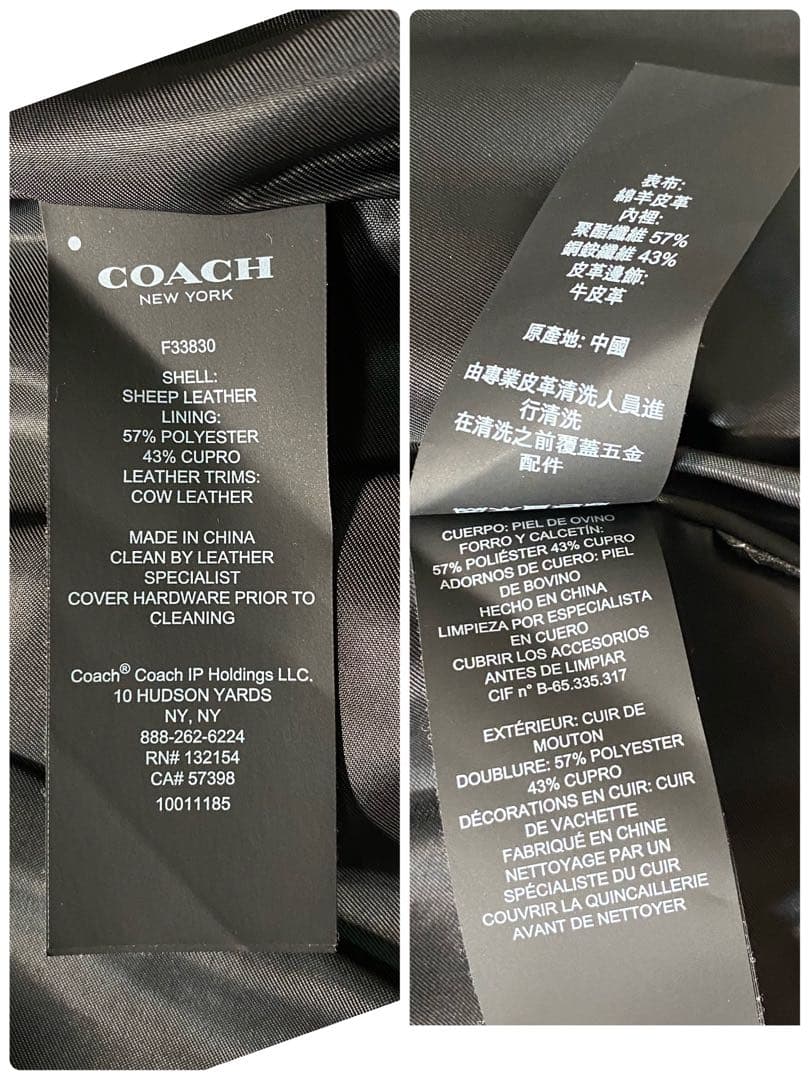 COACH
NEW YORK
F33830
SHELL:
SHEEP LEATHER
LINING:
57% POLYESTER
43% CUPRO
LEATHER TRIMS:
COW LEATHER
MADE IN CHINA
CLEAN BY LEATHER
SPECIALIST
COVER HARDWARE PRIOR TO
CLEANING
Coach® Coach IP Holdings LLC.
10 HUDSON YARDS
NY, NY
888-262-6224
RN# 132154
CA# 57398
10011185
表布:
綿羊皮革
內裡:
聚酯纖維 57%
銅銨纖維 43%
皮革邊飾:
牛皮革
原產地: 中國
由專業皮革清洗人員進
行清洗
在清洗之前覆蓋五金
配件
CUERPO: PIEL DE OVINO
FORRO Y CALCETÍN:
57% POLIÉSTER 43% CUPRO
ADORNOS DE CUERO: PIEL
DE BOVINO
HECHO EN CHINA
LIMPIEZA POR ESPECIALISTA
EN CUERO
CUBRIR LOS ACCESORIOS
ANTES DE LIMPIAR
CIF n° B-65.335.317
EXTÉRIEUR: CUIR DE
MOUTON
DOUBLURE: 57% POLYESTER
43% CUPRO
DÉCORATIONS EN CUIR: CUIR
DE VACHETTE
FABRIQUÉ EN CHINE
NETTOYAGE PAR UN
SPÉCIALISTE DU CUIR
COUVRIR LA QUINCAILLERIE
AVANT DE NETTOYER